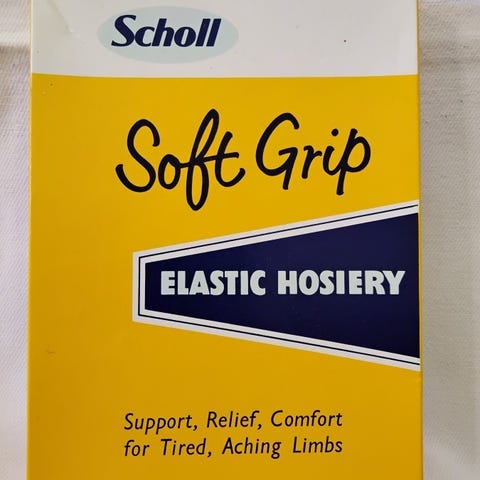 Scholl
Soft Grip
ELASTIC HOSIERY
Support, Relief, Comfort
for Tired, Aching Limbs